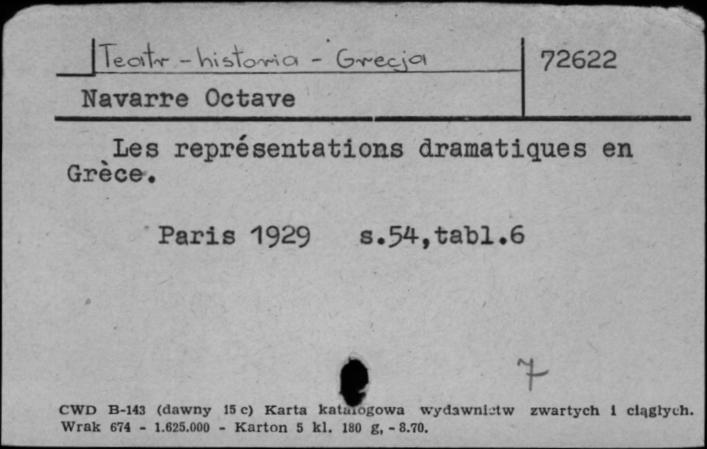 Teatr - historia - Grecja
72622
Navarre Octave
Les représentations dramatiques en
Grèce.
Paris 1929 s.54,tabl.6
7
CWD B-143 (dawny 15 c) Karta katalogowa wydawnictw zwartych i ciągłych.
Wrak 674 - 1.625.000 - Karton 5 kl. 180 g, - 8.70.